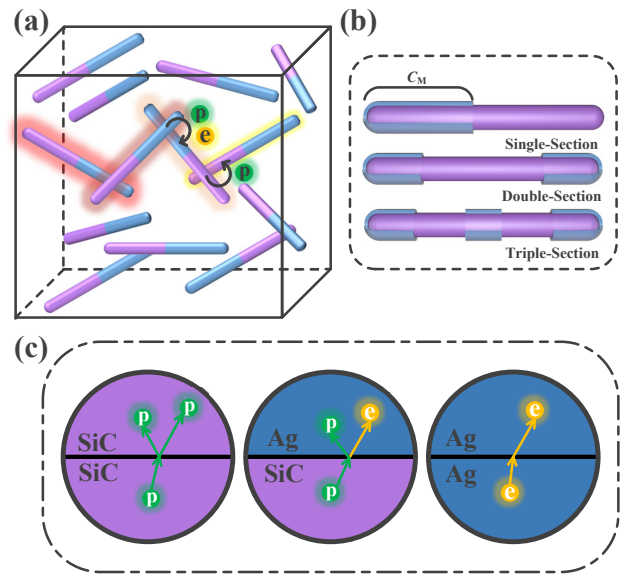 (a)
p
e
p
(b)
C_M
Single-Section
Double-Section
Triple-Section
(c)
p p
SiC
SiC
p
p e
Ag
SiC
p
e
Ag
Ag
e